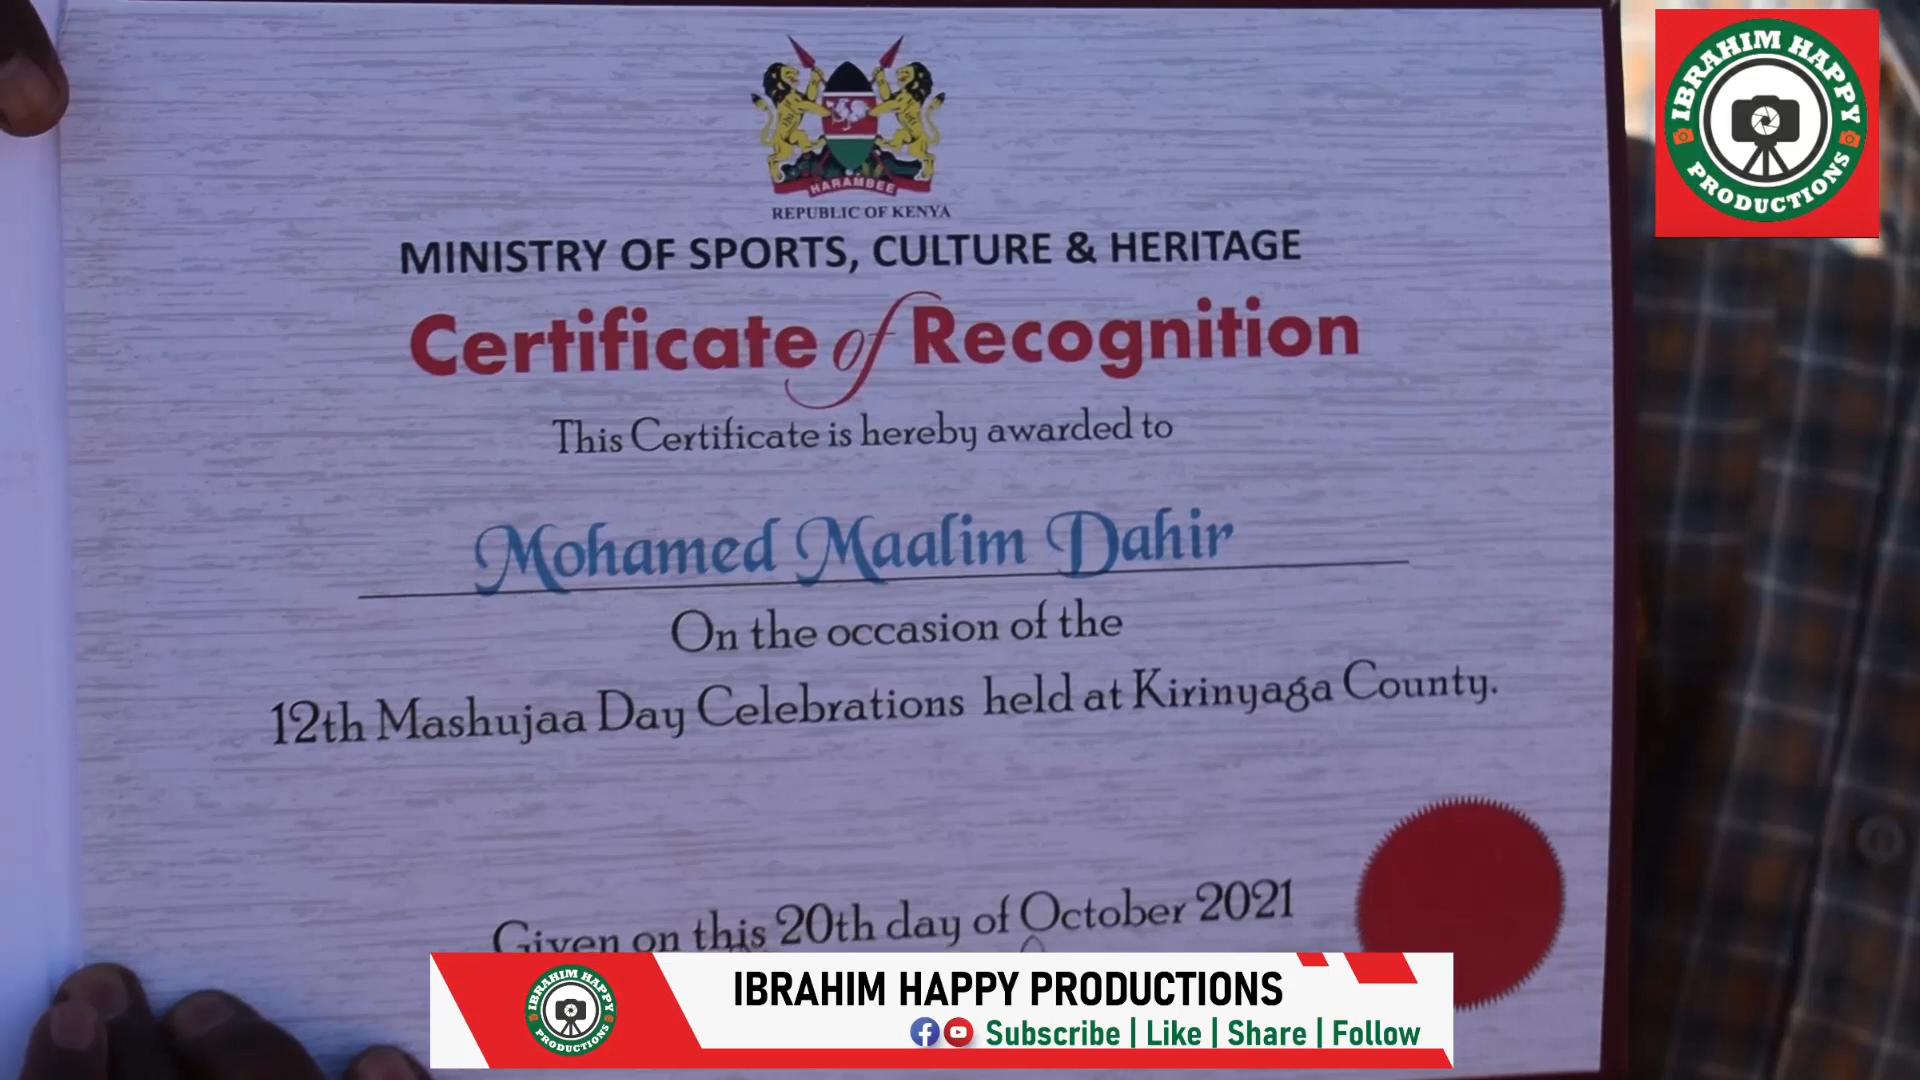 HARAMBEE
REPUBLIC OF KENYA
MINISTRY OF SPORTS, CULTURE & HERITAGE
Certificate of Recognition
This Certificate is hereby awarded to
Mohamed Maalim Dahir
On the occasion of the
12th Mashujaa Day Celebrations held at Kirinyaga County.
Given on this 20th day of October 2021
IBRAHIM HAPPY
PRODUCTIONS
IBRAHIM HAPPY
PRODUCTIONS
IBRAHIM HAPPY PRODUCTIONS
Subscribe | Like | Share | Follow